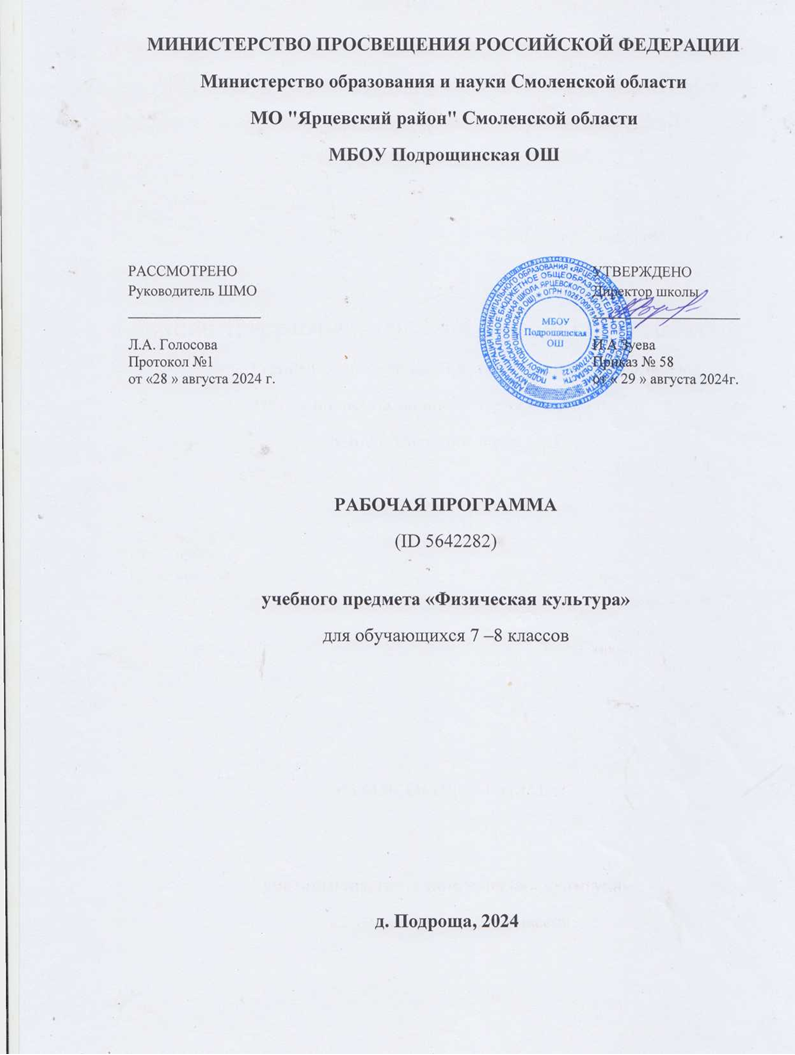 МИНИСТЕРСТВО ПРОСВЕЩЕНИЯ РОССИЙСКОЙ ФЕДЕРАЦИИ
Министерство образования и науки Смоленской области
МО "Ярцевский район" Смоленской области
МБОУ Подрощинская ОШ
РАССМОТРЕНО
Руководитель ШМО
Л.А. Голосова
Протокол №1
от «28 » августа 2024 г.
УТВЕРЖДЕНО
Директор школы
Зуева
Приказ № 58
от « 29 » августа 2024г.
МБОУ
Подрощинская
ОШ
РАБОЧАЯ ПРОГРАММА
(ID 5642282)
учебного предмета «Физическая культура»
для обучающихся 7 –8 классов
д. Подроща, 2024